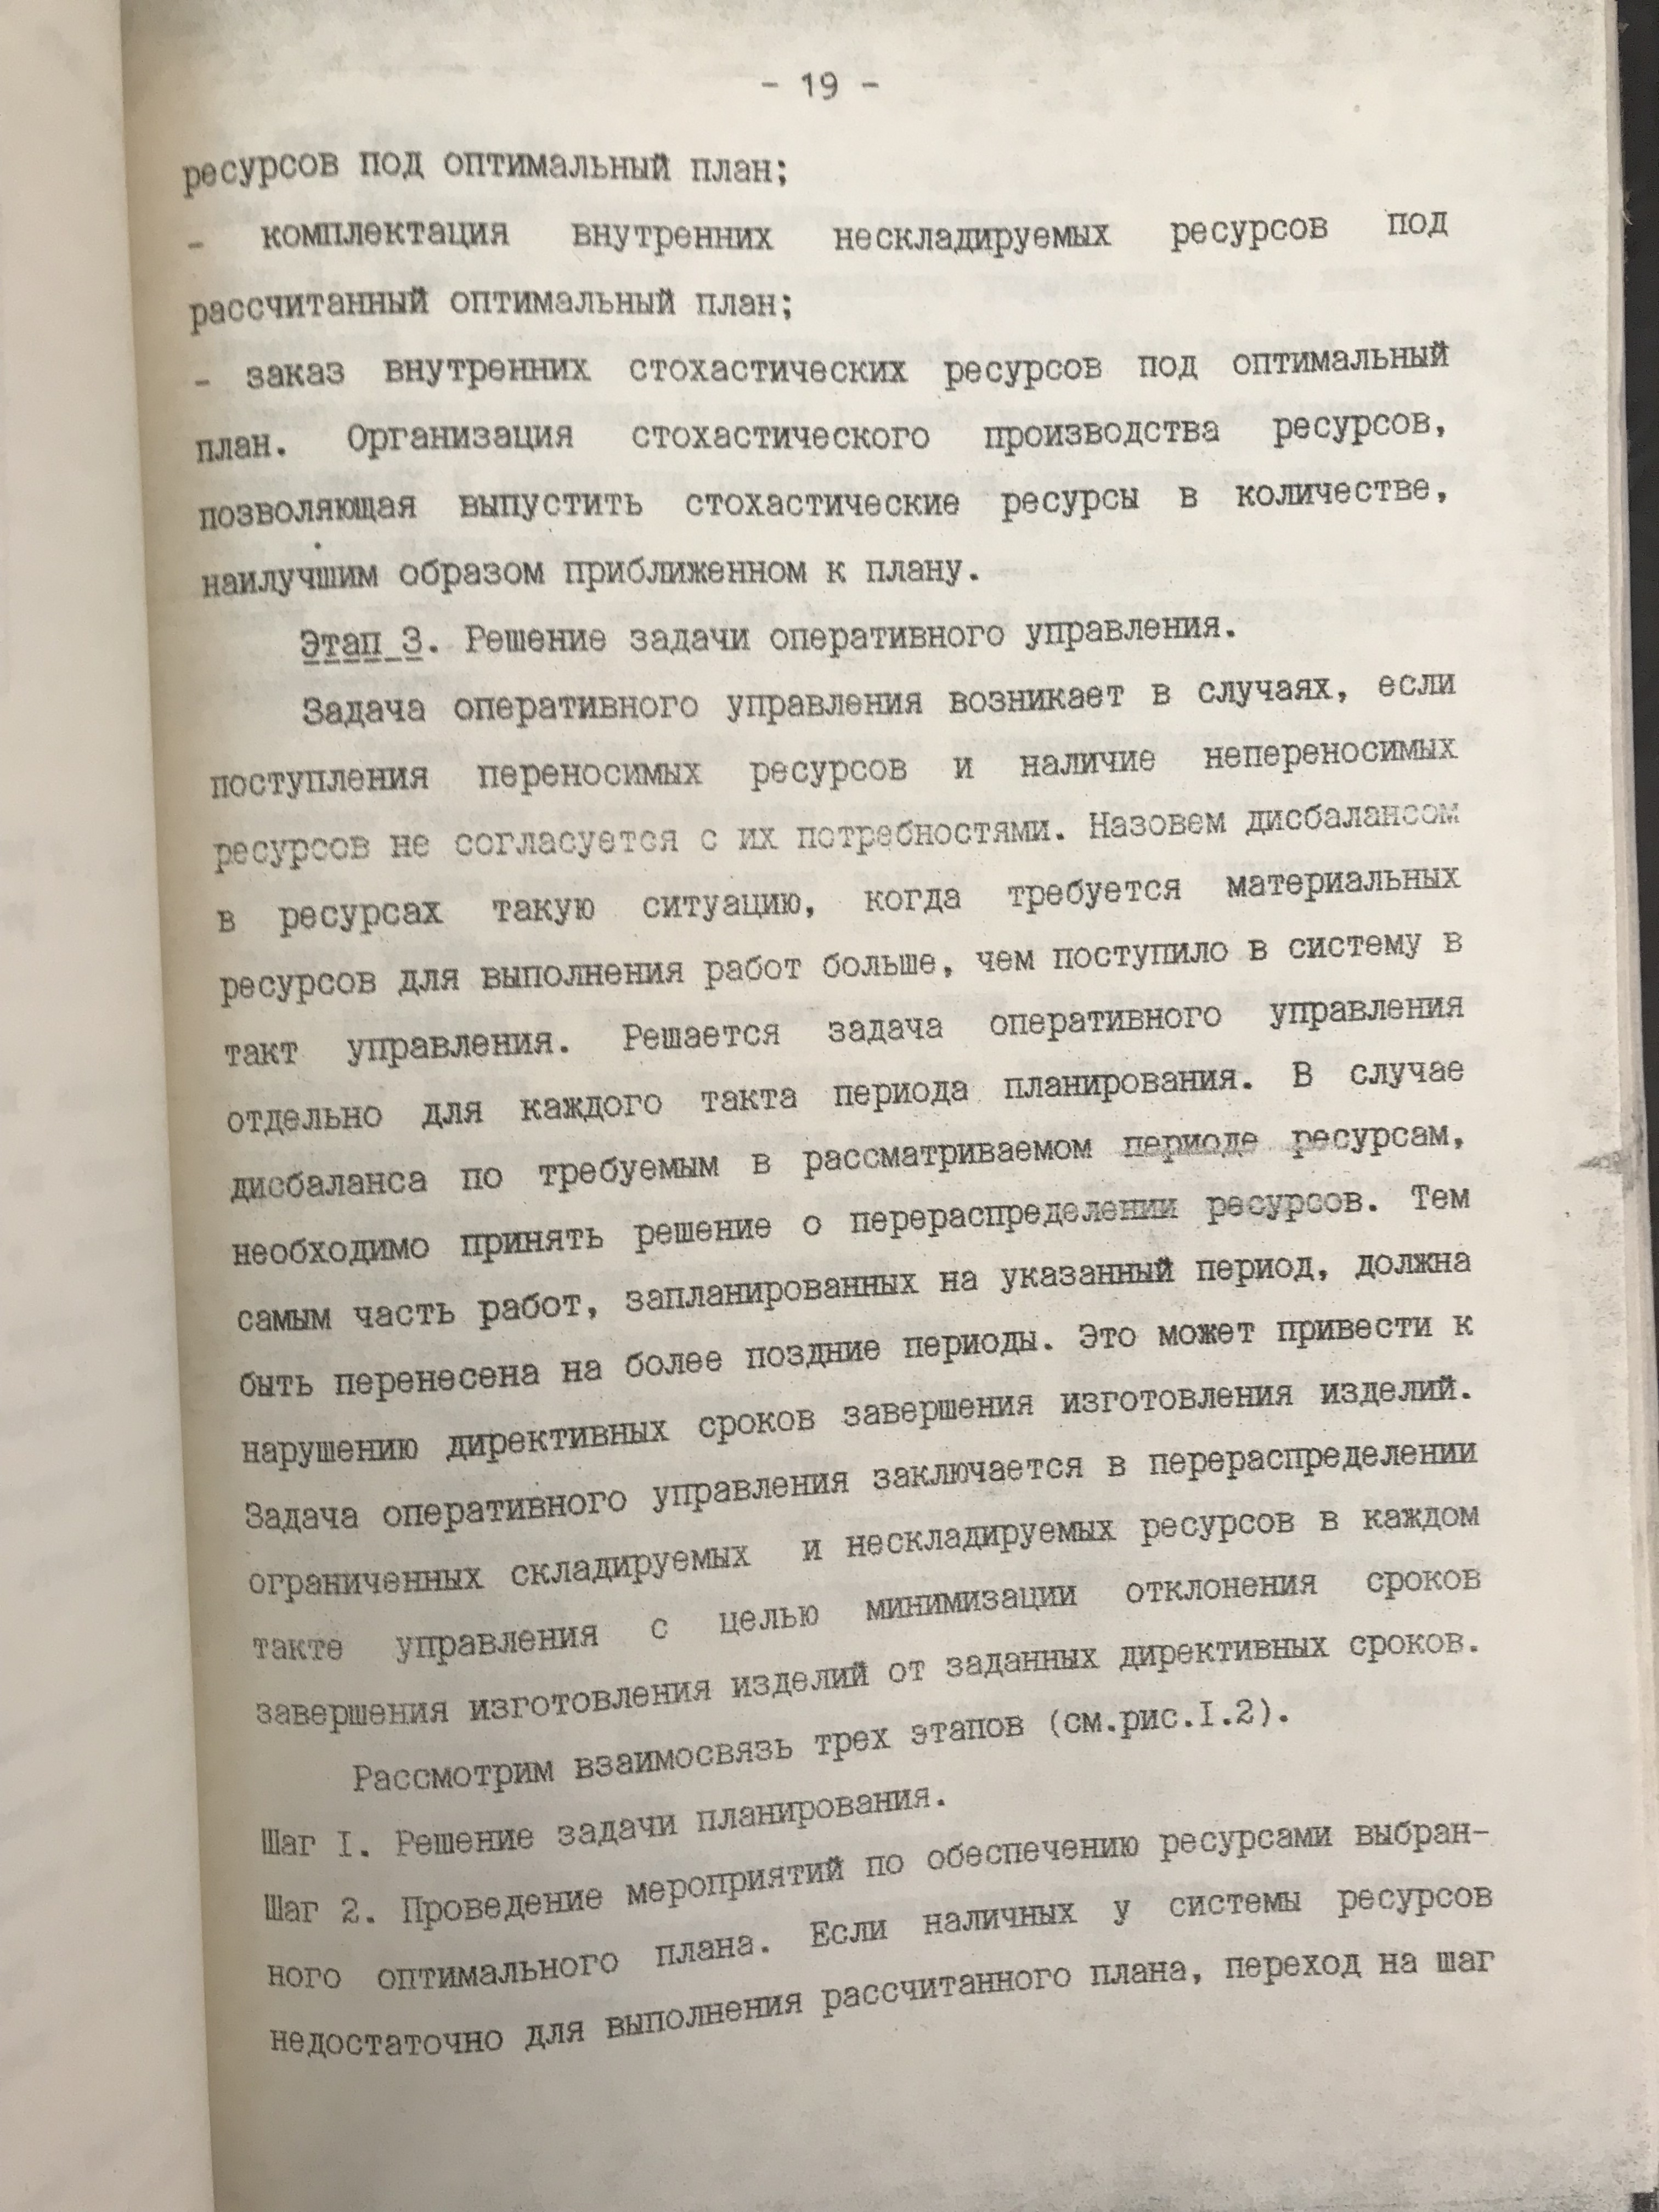 - 19 -
ресурсов под оптимальный план;
- комплектация внутренних нескладируемых ресурсов под
рассчитанный оптимальный план;
- заказ внутренних стохастических ресурсов под оптимальный
план. Организация стохастического производства ресурсов,
позволяющая выпустить стохастические ресурсы в количестве,
наилучшим образом приближенном к плану.
Этап 3. Решение задачи оперативного управления.
Задача оперативного управления возникает в случаях, если
поступления переносимых ресурсов и наличие непереносимых
ресурсов не согласуется с их потребностями. Назовем дисбалансом
в ресурсах такую ситуацию, когда требуется материальных
ресурсов для выполнения работ больше, чем поступило в систему в
такт управления. Решается задача оперативного управления
отдельно для каждого такта периода планирования. В случае
дисбаланса по требуемым в рассматриваемом периоде ресурсам,
необходимо принять решение о перераспределении ресурсов. Тем
самым часть работ, запланированных на указанный период, должна
быть перенесена на более поздние периоды. Это может привести к
нарушению директивных сроков завершения изготовления изделий.
Задача оперативного управления заключается в перераспределении
ограниченных складируемых и нескладируемых ресурсов в каждом
такте управления с целью минимизации отклонения сроков
завершения изготовления изделий от заданных директивных сроков.
Рассмотрим взаимосвязь трех этапов (см.рис.I.2).
Шаг I. Решение задачи планирования.
Шаг 2. Проведение мероприятий по обеспечению ресурсами выбран-
ного оптимального плана. Если наличных у системы ресурсов
недостаточно для выполнения рассчитанного плана, переход на шаг